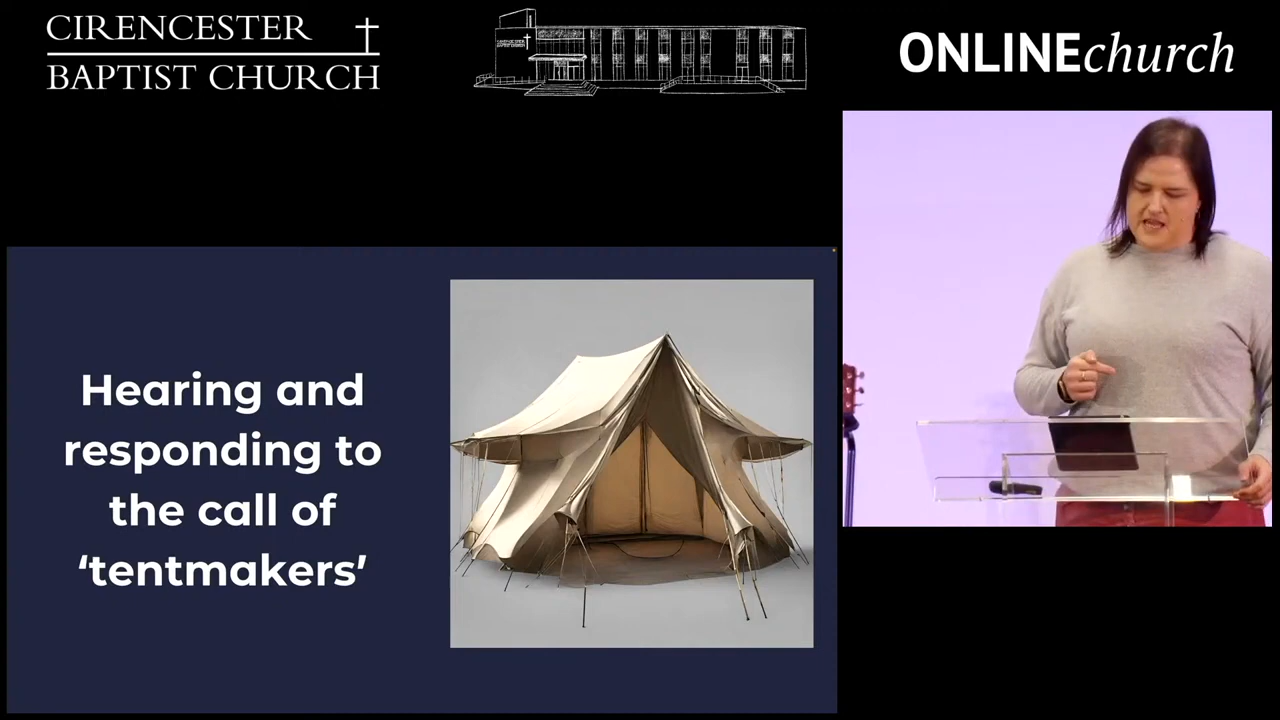 CIRENCESTER
BAPTIST CHURCH
ONLINEchurch
Hearing and
responding to
the call of
‘tentmakers’